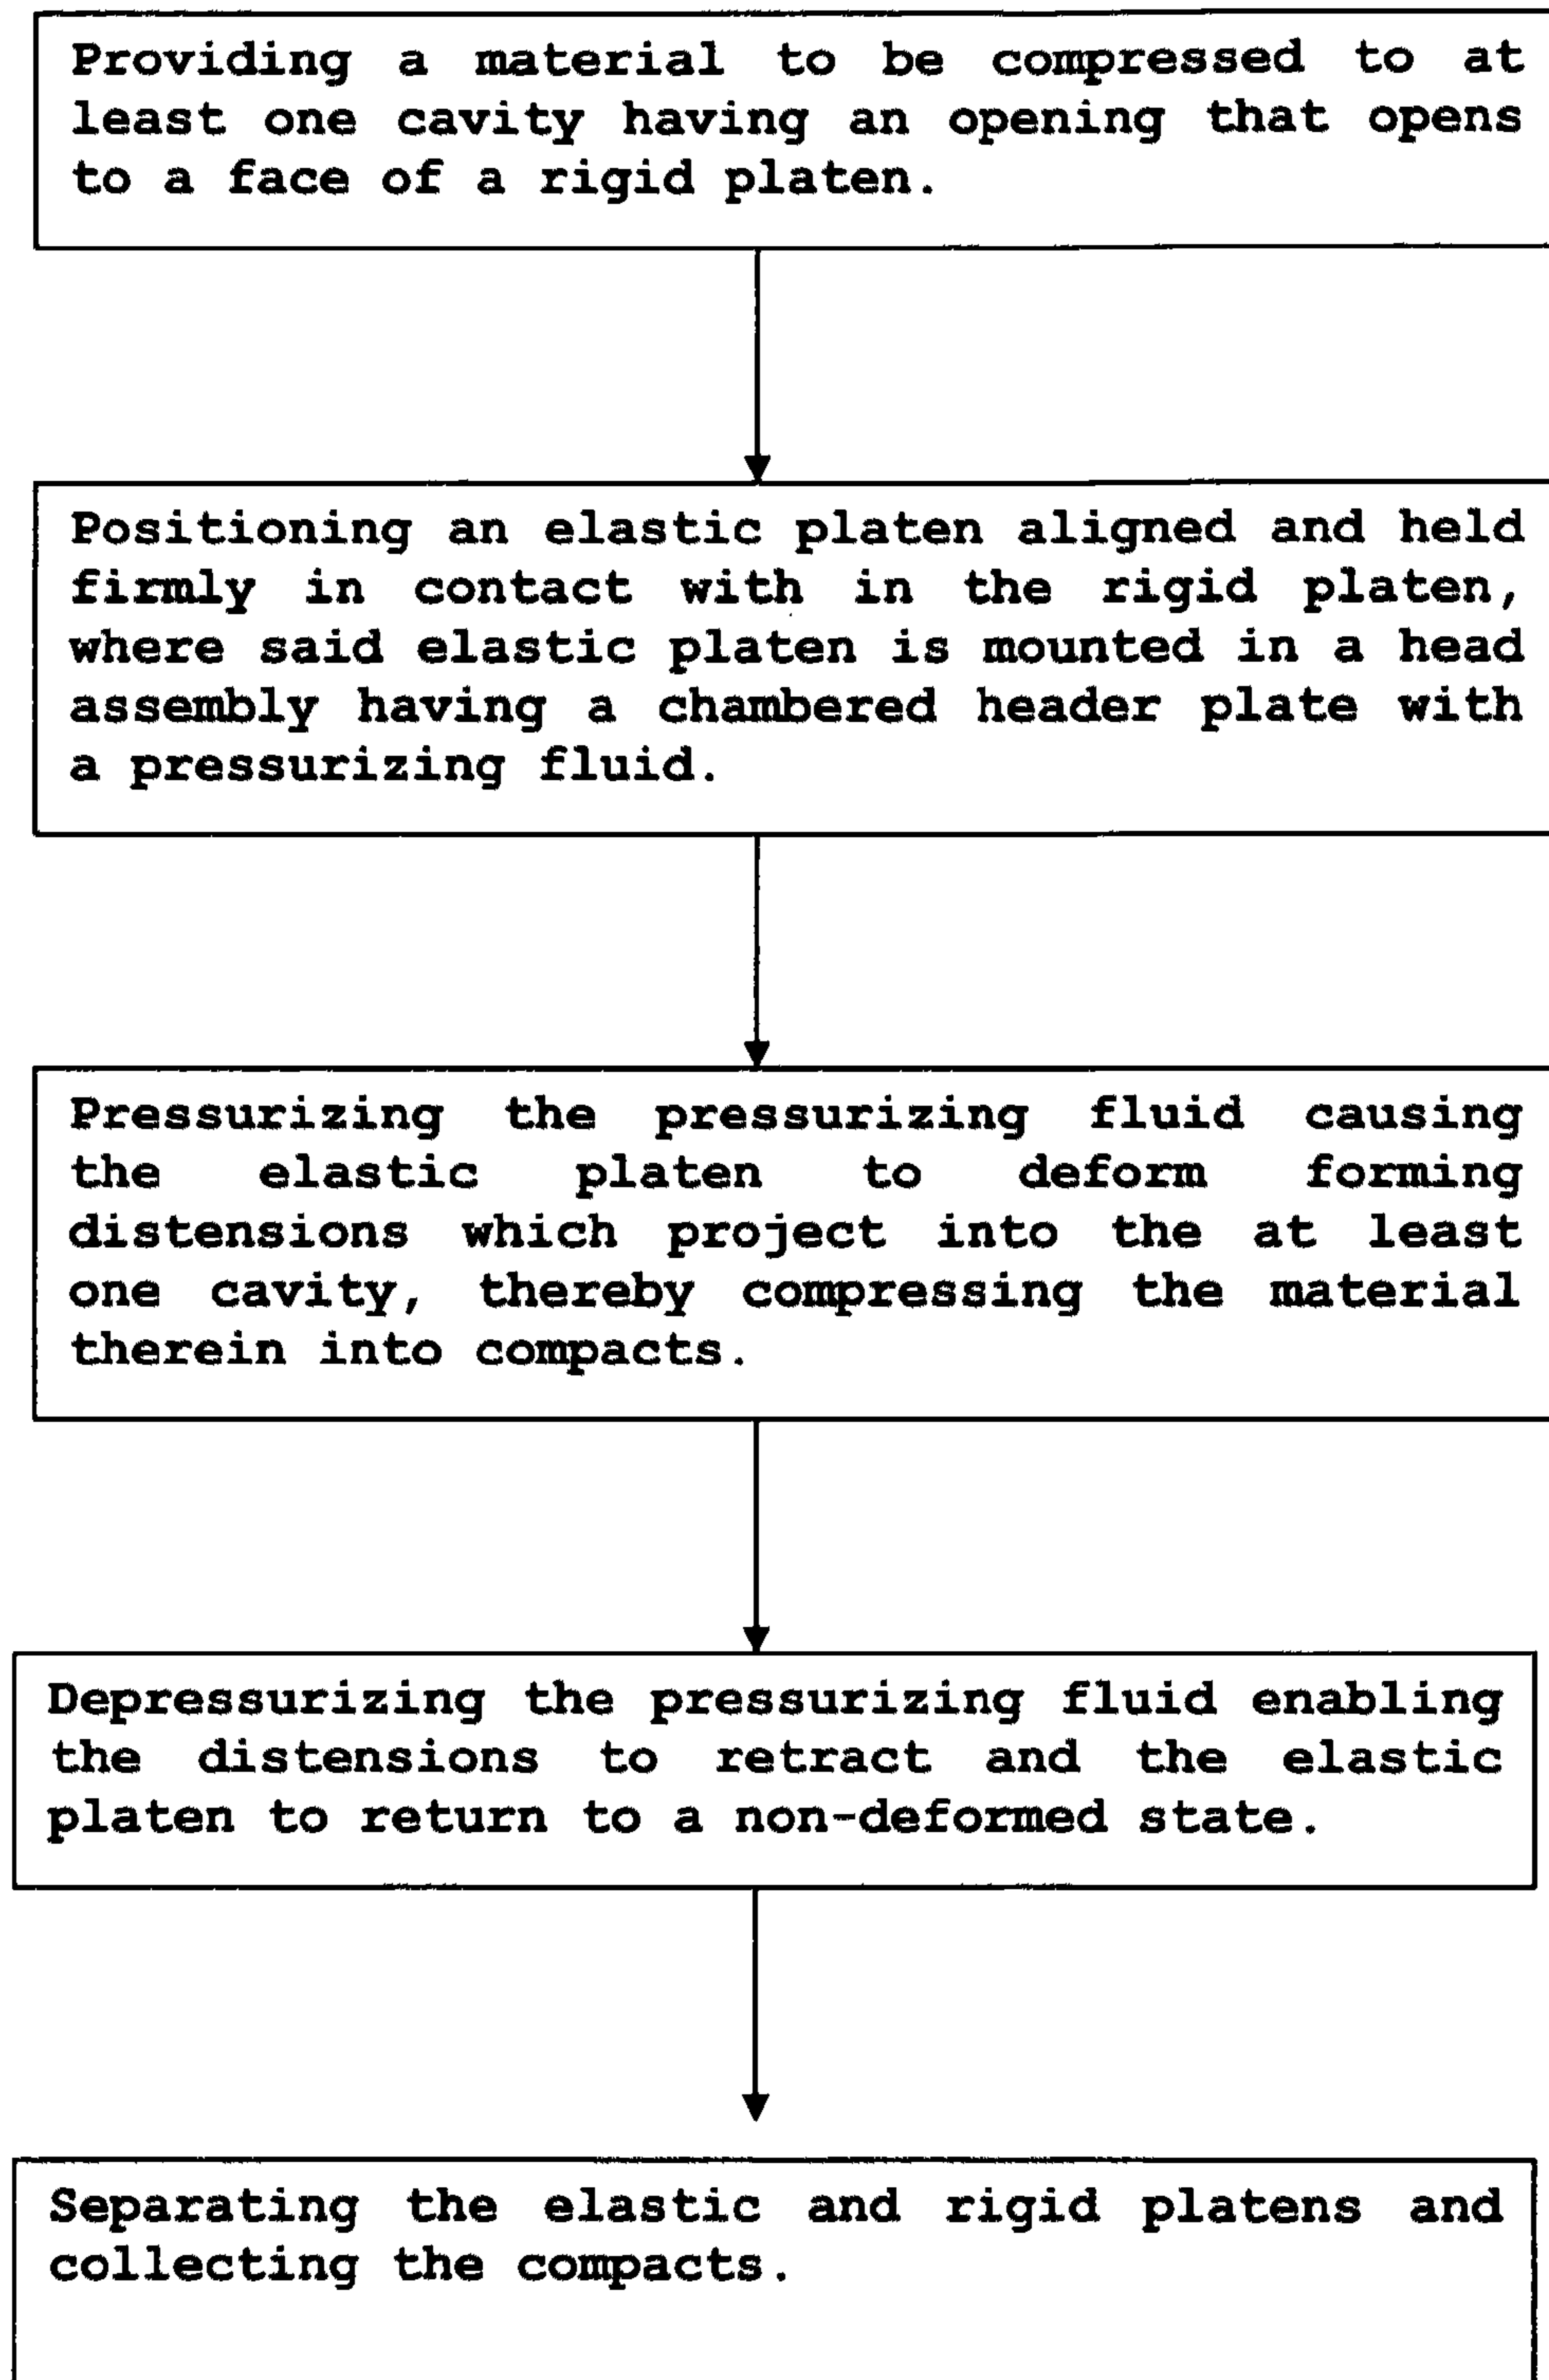 Providing a material to be compressed to at
least one cavity having an opening that opens
to a face of a rigid platen.
Positioning an elastic platen aligned and held
firmly in contact with in the rigid platen,
where said elastic platen is mounted in a head
assembly having a chambered header plate with
a pressurizing fluid.
Pressurizing the pressurizing fluid causing
the elastic platen to deform forming
distensions which project into the at least
one cavity, thereby compressing the material
therein into compacts.
Depressurizing the pressurizing fluid enabling
the distensions to retract and the elastic
platen to return to a non-deformed state.
Separating the elastic and rigid platens and
collecting the compacts.